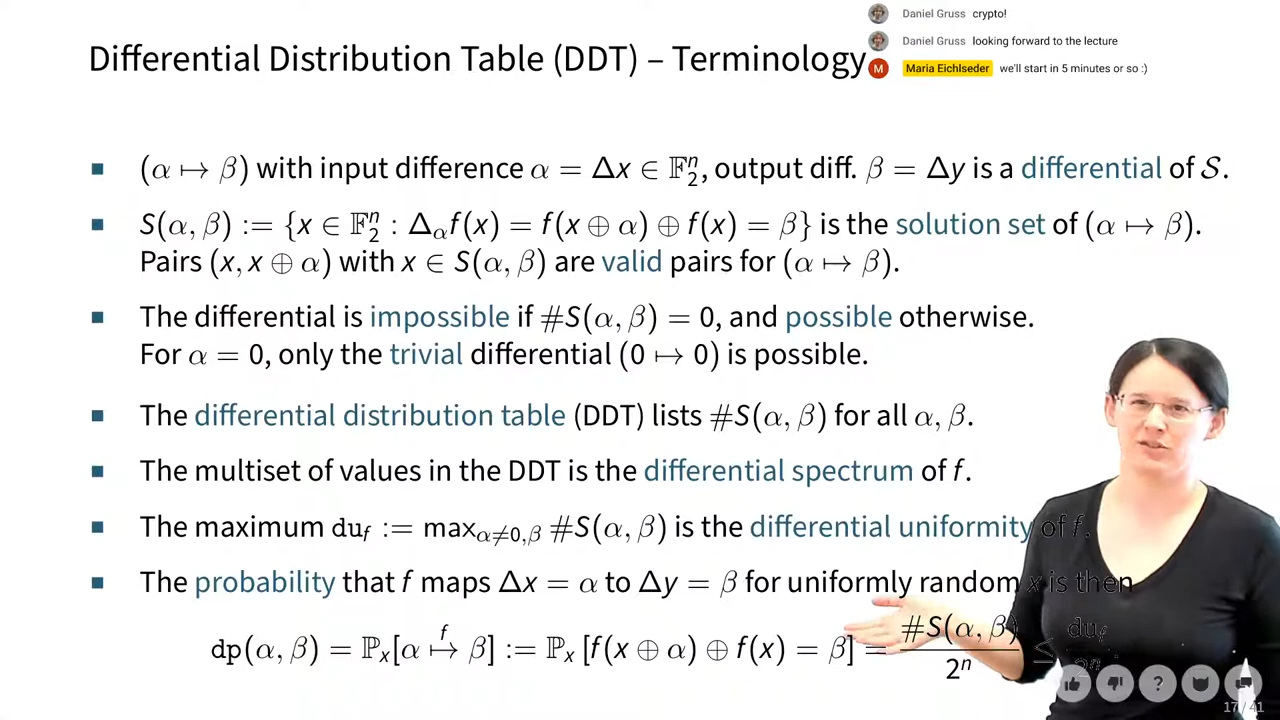 Daniel Gruss crypto!
Daniel Gruss looking forward to the lecture
M Maria Eichlseder we'll start in 5 minutes or so :)
Differential Distribution Table (DDT) – Terminology
■ (α ↦ β) with input difference α = Δx ∈ 𝔽₂ⁿ, output diff. β = Δy is a differential of 𝒮.
■ S(α, β) := {x ∈ 𝔽₂ⁿ : Δ_αf(x) = f(x ⊕ α) ⊕ f(x) = β} is the solution set of (α ↦ β).
Pairs (x, x ⊕ α) with x ∈ S(α, β) are valid pairs for (α ↦ β).
■ The differential is impossible if #S(α, β) = 0, and possible otherwise.
For α = 0, only the trivial differential (0 ↦ 0) is possible.
■ The differential distribution table (DDT) lists #S(α, β) for all α, β.
■ The multiset of values in the DDT is the differential spectrum of f.
■ The maximum du_f := max_{α≠0,β} #S(α, β) is the differential uniformity of f.
■ The probability that f maps Δx = α to Δy = β for uniformly random x is then
dp(α, β) = ℙₓ[α ↦^f β] := ℙₓ [f(x ⊕ α) ⊕ f(x) = β] = #S(α, β) / 2ⁿ ≤ du_f / 2ⁿ.
17 / 41